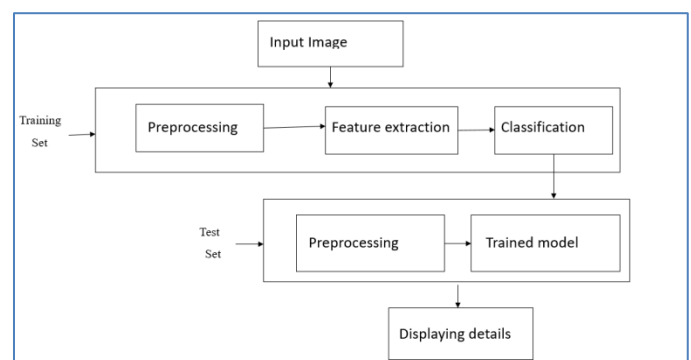 Input Image
Training
Set
Preprocessing
Feature extraction
Classification
Test
Set
Preprocessing
Trained model
Displaying details